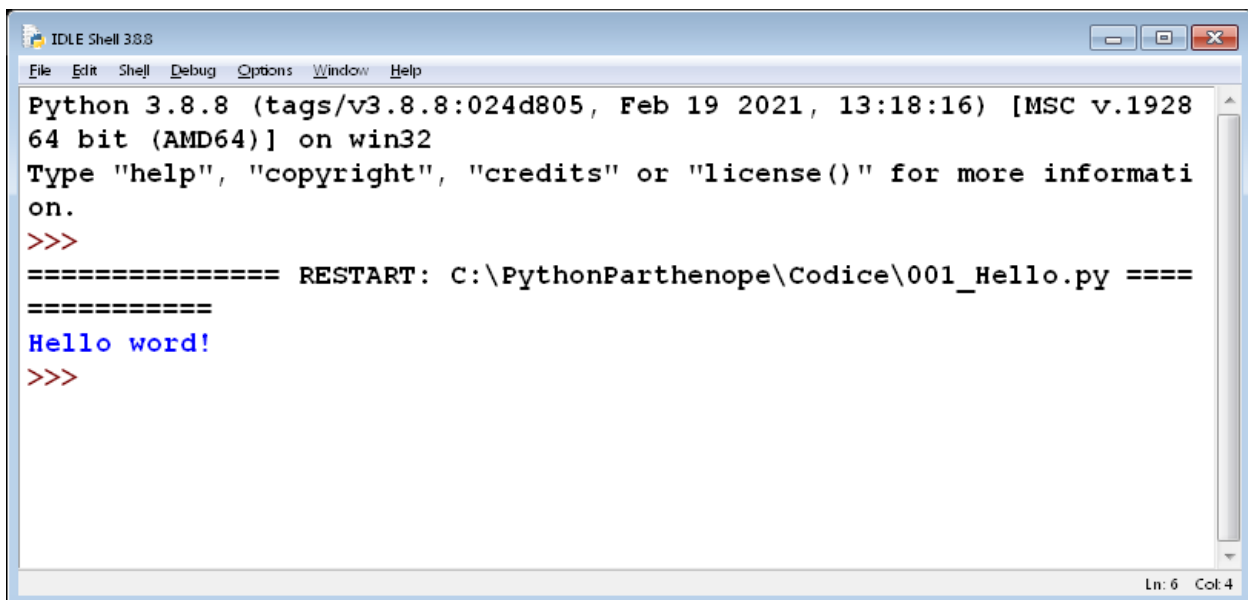 IDLE Shell 3.8.8
File Edit Shell Debug Options Window Help
Python 3.8.8 (tags/v3.8.8:024d805, Feb 19 2021, 13:18:16) [MSC v.1928
64 bit (AMD64)] on win32
Type "help", "copyright", "credits" or "license()" for more informati
on.
>>>
=============== RESTART: C:\PythonParthenope\Codice\001_Hello.py ====
===========
Hello word!
>>>
Ln: 6 Col: 4